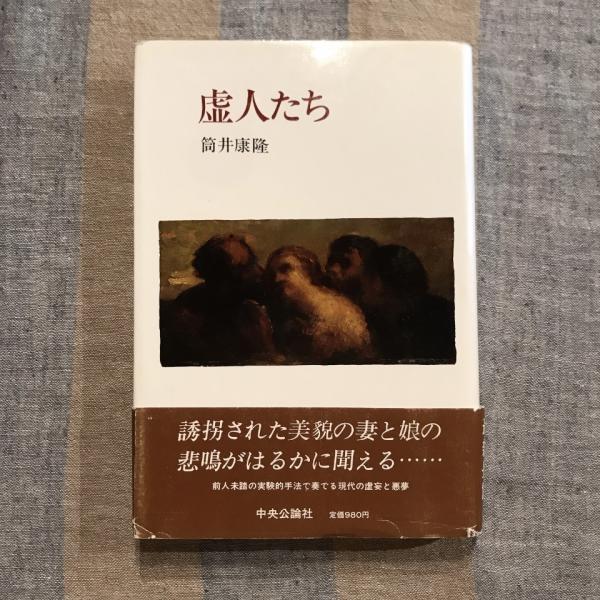 虚人たち
筒井康隆
誘拐された美貌の妻と娘の
悲鳴がはるかに聞える……
前人未踏の実験的手法で奏でる現代の虚妄と悪夢
中央公論社 定価980円